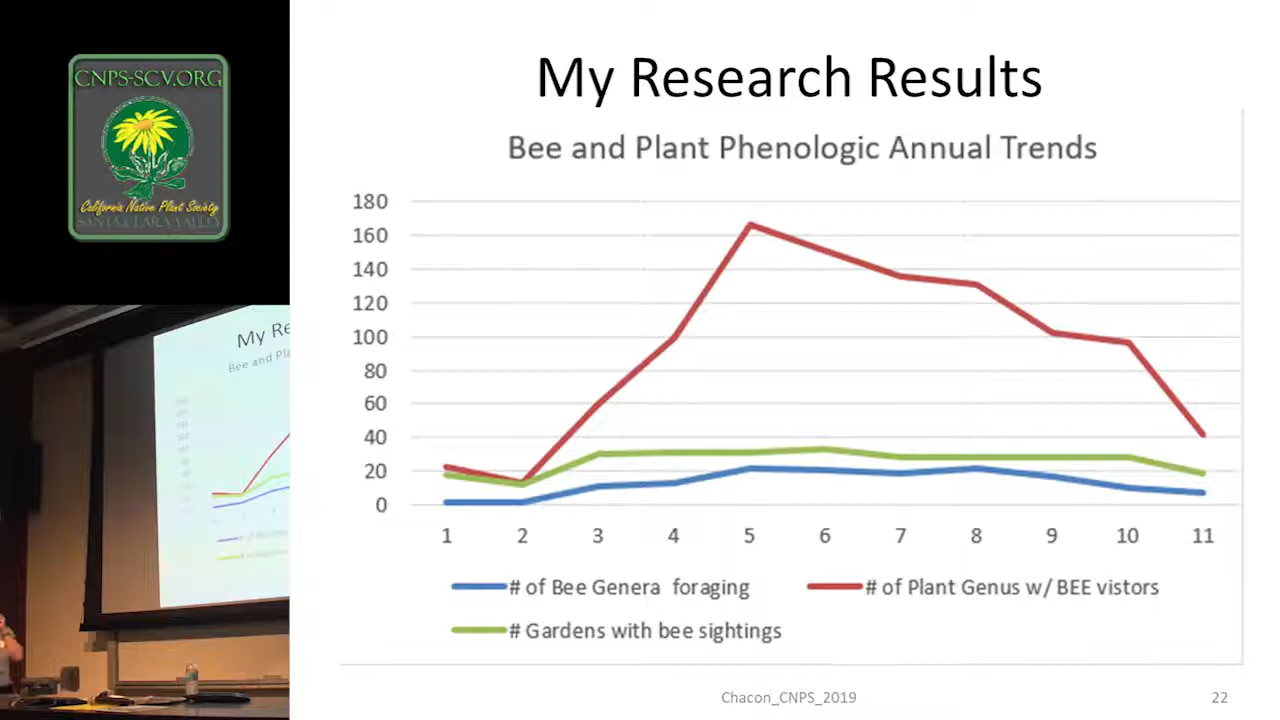 CNPS-SCV.ORG
California Native Plant Society
SANTA CLARA VALLEY
My Research Results
Bee and Plant Phenologic Annual Trends
180
160
140
120
100
80
60
40
20
0
1 2 3 4 5 6 7 8 9 10 11
# of Bee Genera foraging
# of Plant Genus w/ BEE vistors
# Gardens with bee sightings
Chacon_CNPS_2019
22
My Re
Bee and Pla